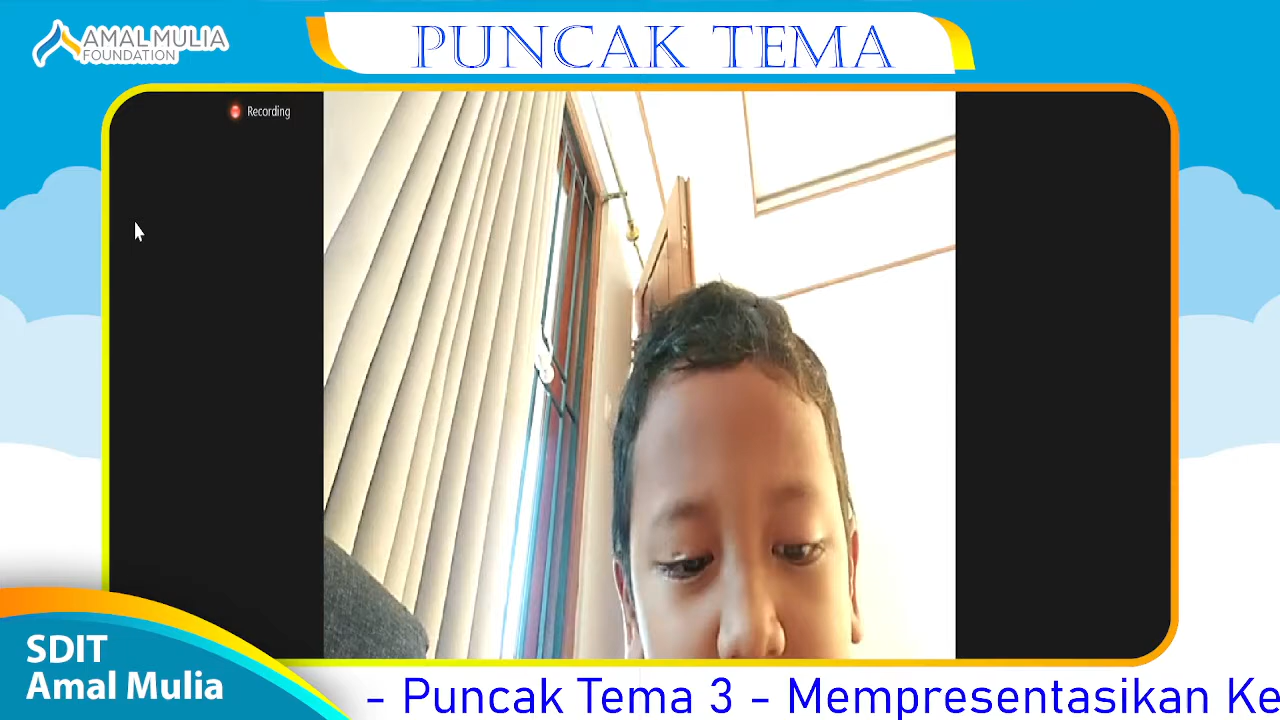 AMAL MULIA
FOUNDATION
PUNCAK TEMA
Recording
SDIT
Amal Mulia
- Puncak Tema 3 - Mempresentasikan Ke